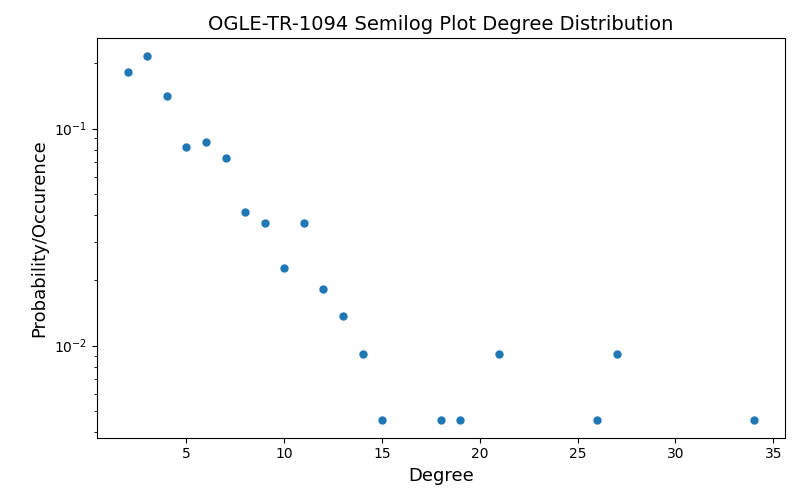 OGLE-TR-1094 Semilog Plot Degree Distribution
Probability/Occurence
10⁻¹
10⁻²
5 10 15 20 25 30 35
Degree